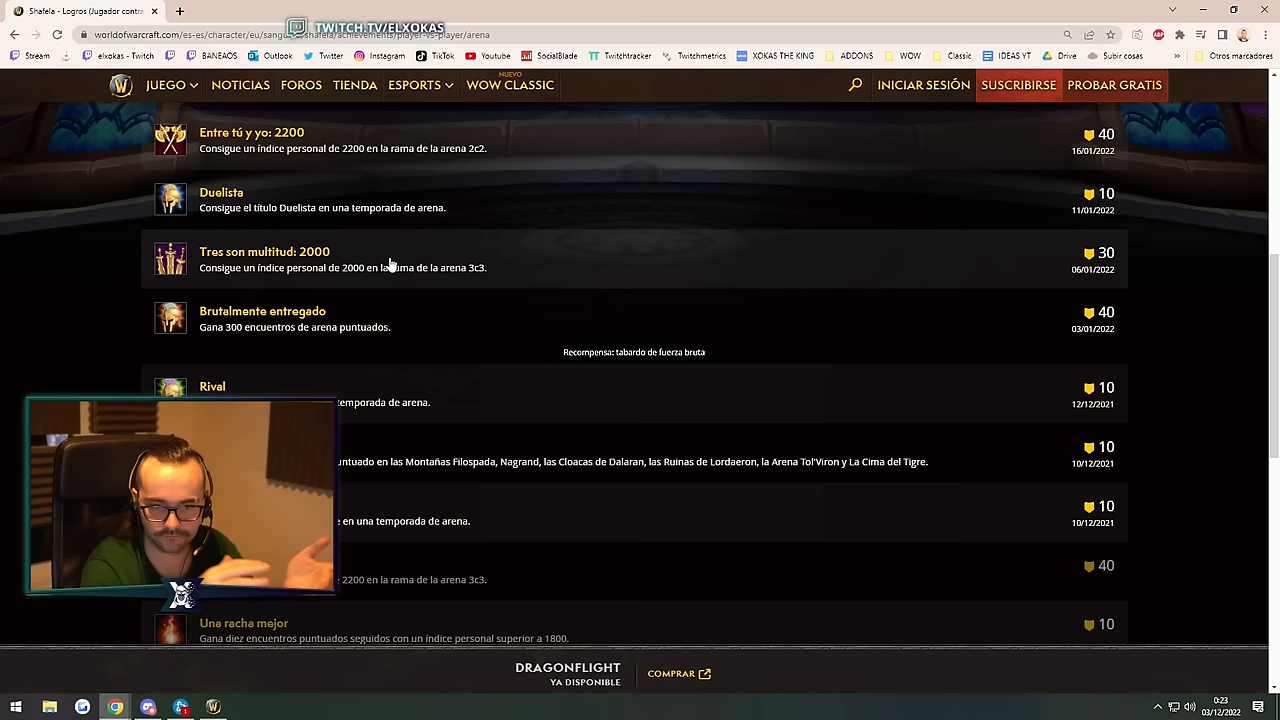 Shafela - Logros (Jugador contra
TWITCH.TV/ELXOKAS
worldofwarcraft.com/es-es/character/eu/
Stream
elxokas - Twitch
BANEAOS
Outlook
Twitter
Instagram
TikTok
Youtube
SocialBlade
Twitchtracker
Twitchmetrics
XOKAS THE KING
ADDONS
WOW
Classic
IDEAS YT
Drive
Subir cosas
»
Otros marcadores
NUEVO
JUEGO
NOTICIAS
FOROS
TIENDA
ESPORTS
WOW CLASSIC
INICIAR SESIÓN
SUSCRIBIRSE
PROBAR GRATIS
Entre tú y yo: 2200
40
Consigue un índice personal de 2200 en la rama de la arena 2c2.
16/01/2022
Duelista
10
Consigue el título Duelista en una temporada de arena.
11/01/2022
Tres son multitud: 2000
30
Consigue un índice personal de 2000 en la rama de la arena 3c3.
06/01/2022
Brutalmente entregado
40
Gana 300 encuentros de arena puntuados.
03/01/2022
Recompensa: tabardo de fuerza bruta
Rival
10
temporada de arena.
12/12/2021
10
untuado en las Montañas Filospada, Nagrand, las Cloacas de Dalaran, las Ruinas de Lordaeron, la Arena Tol'Viron y La Cima del Tigre.
10/12/2021
10
e en una temporada de arena.
10/12/2021
40
2200 en la rama de la arena 3c3.
Una racha mejor
10
Gana diez encuentros puntuados seguidos con un índice personal superior a 1800.
DRAGONFLIGHT
YA DISPONIBLE
COMPRAR
0:23
03/12/2022